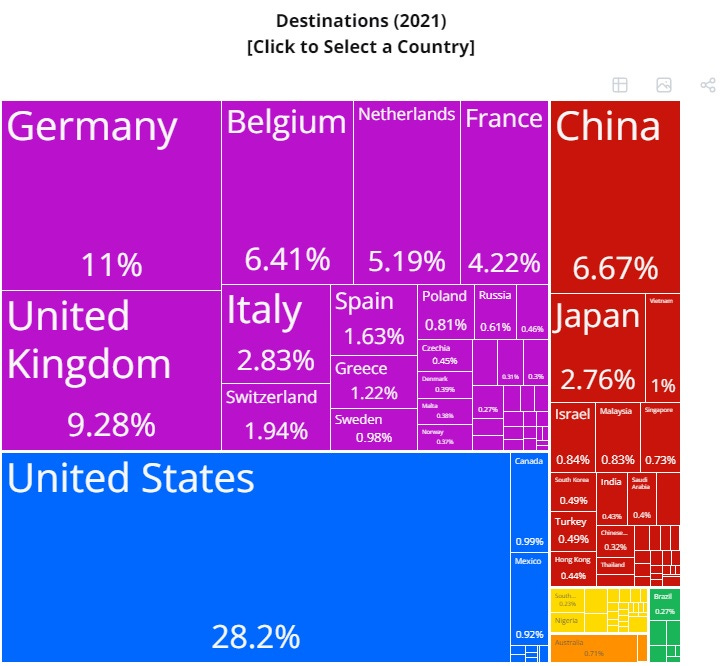 Destinations (2021)
[Click to Select a Country]
Germany
11%
Belgium
6.41%
Netherlands
5.19%
France
4.22%
China
6.67%
United
Kingdom
9.28%
Italy
2.83%
Switzerland
1.94%
Spain
1.63%
Greece
1.22%
Sweden
0.98%
Poland
0.81%
Russia
0.61%
0.46%
Czechia
0.45%
Denmark
0.39%
Malta
0.38%
Norway
0.37%
0.31%
0.3%
0.27%
Japan
2.76%
Vietnam
1%
Israel
0.84%
Malaysia
0.83%
Singapore
0.73%
South Korea
0.49%
Turkey
0.49%
Hong Kong
0.44%
India
0.43%
Saudi
Arabia
0.4%
Chinese...
0.32%
Thailand
United States
28.2%
Canada
0.99%
Mexico
0.92%
South...
0.23%
Nigeria
Australia
0.71%
Brazil
0.27%